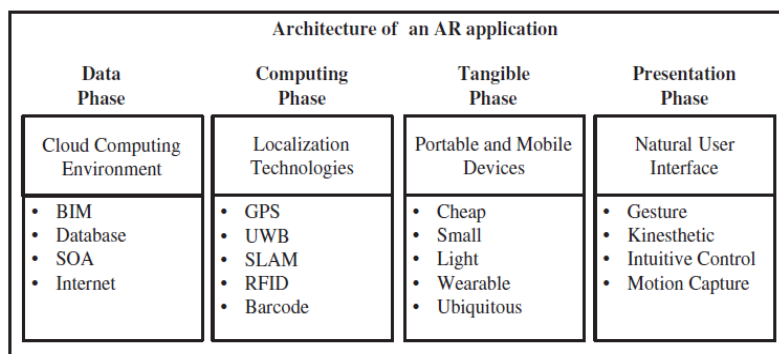 Architecture of an AR application
Data
Phase
Computing
Phase
Tangible
Phase
Presentation
Phase
Cloud Computing
Environment
Localization
Technologies
Portable and Mobile
Devices
Natural User
Interface
• BIM
• Database
• SOA
• Internet
• GPS
• UWB
• SLAM
• RFID
• Barcode
• Cheap
• Small
• Light
• Wearable
• Ubiquitous
• Gesture
• Kinesthetic
• Intuitive Control
• Motion Capture